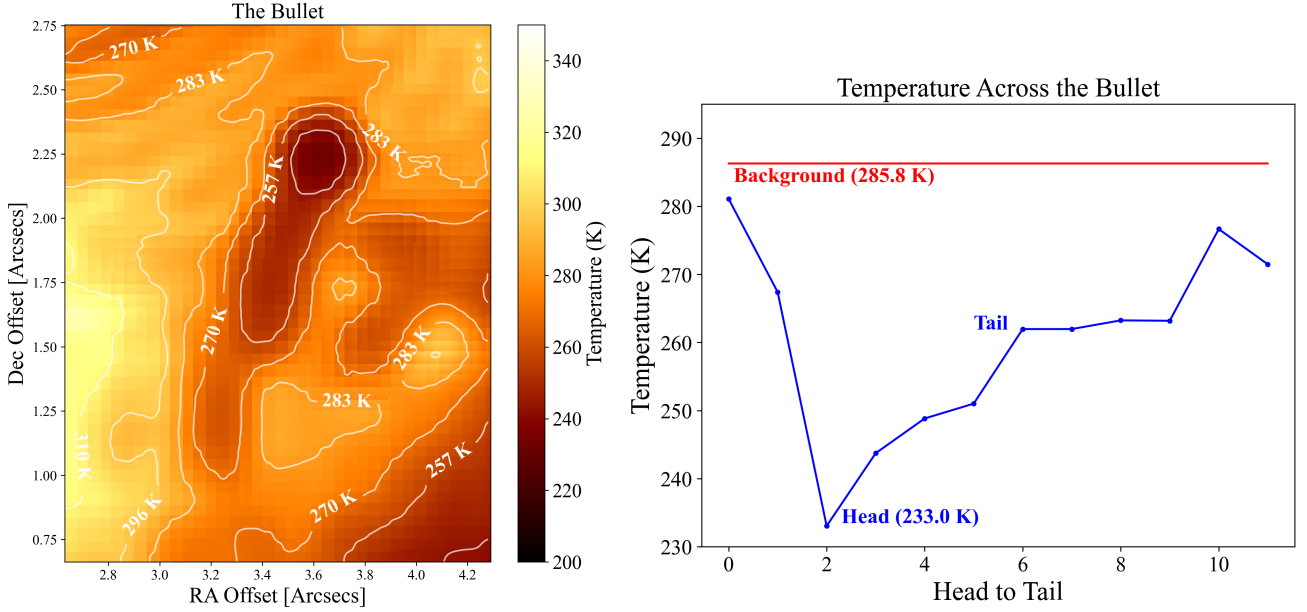 The Bullet
2.75
2.50
2.25
2.00
1.75
1.50
1.25
1.00
0.75
Dec Offset [Arcsecs]
2.8
3.0
3.2
3.4
3.6
3.8
4.0
4.2
RA Offset [Arcsecs]
270 K
283 K
283 K
257 K
270 K
283 K
283 K
310 K
257 K
270 K
296 K
340
320
300
280
260
240
220
200
Temperature (K)
Temperature Across the Bullet
290
280
270
260
250
240
230
Temperature (K)
Background (285.8 K)
Tail
Head (233.0 K)
0
2
4
6
8
10
Head to Tail